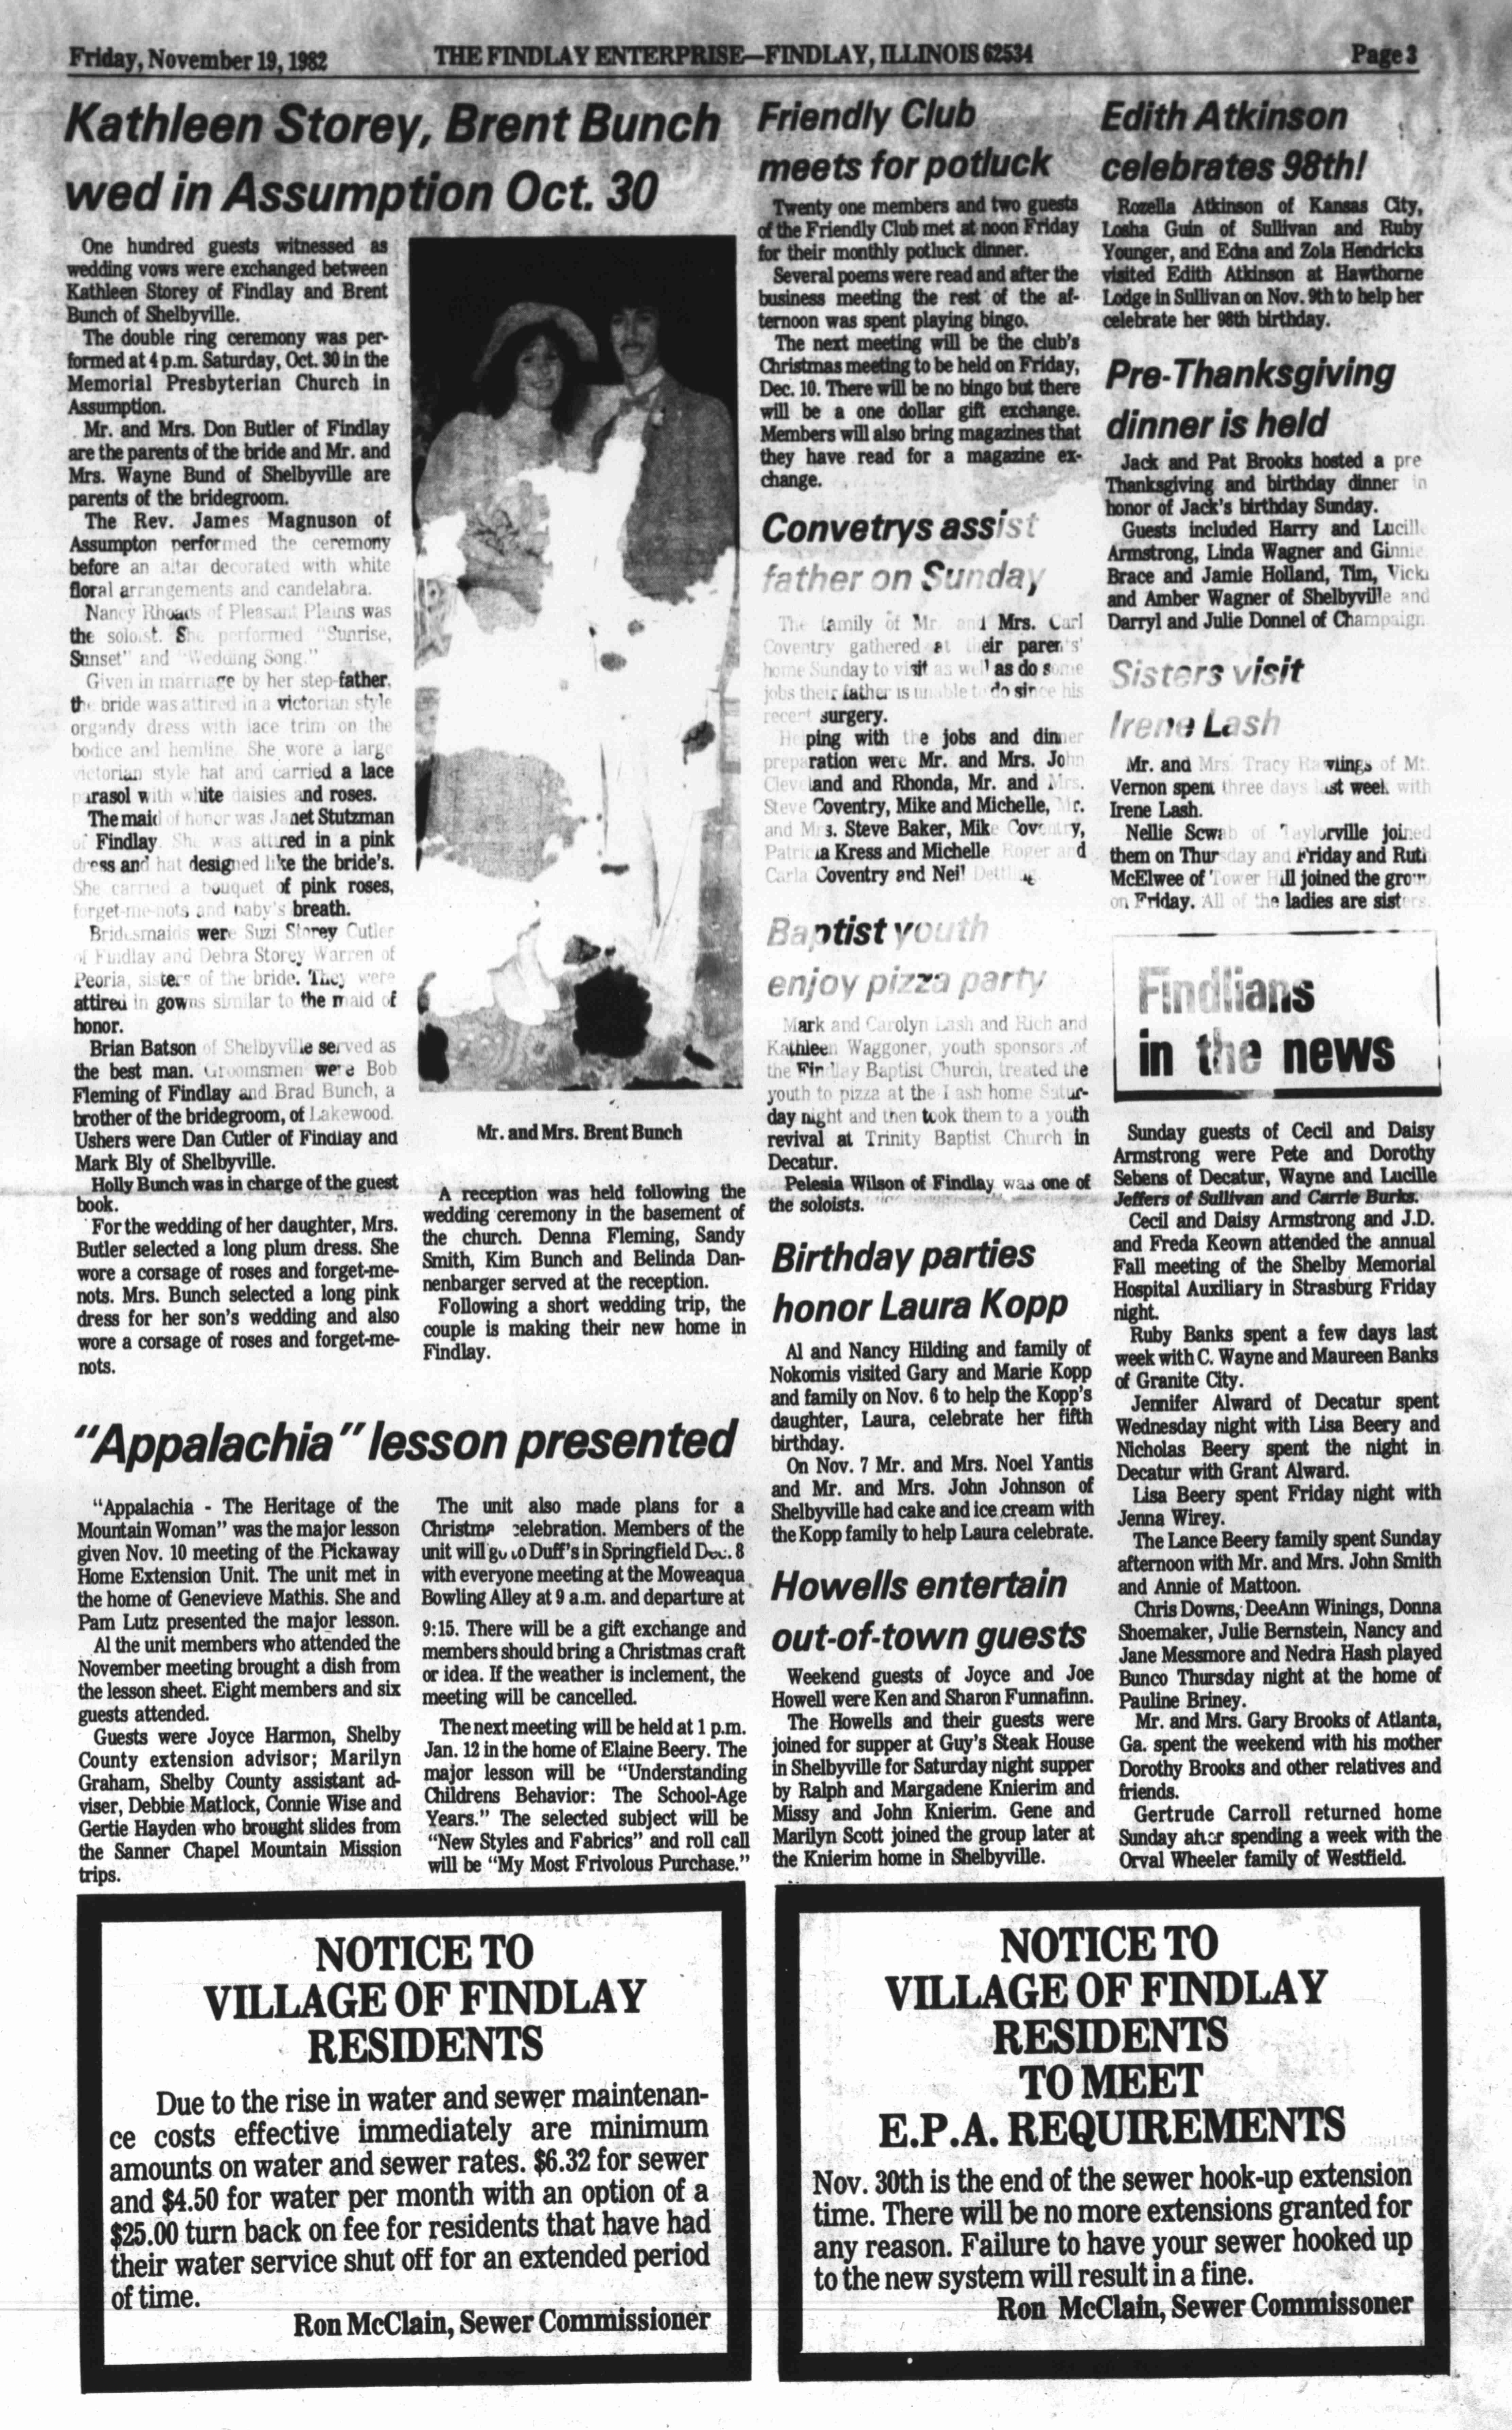 Friday, November 19, 1982
THE FINDLAY ENTERPRISE—FINDLAY, ILLINOIS 62534
Page 3
Kathleen Storey, Brent Bunch
wed in Assumption Oct. 30
One hundred guests witnessed as
wedding vows were exchanged between
Kathleen Storey of Findlay and Brent
Bunch of Shelbyville.
The double ring ceremony was per-
formed at 4 p.m. Saturday, Oct. 30 in the
Memorial Presbyterian Church in
Assumption.
Mr. and Mrs. Don Butler of Findlay
are the parents of the bride and Mr. and
Mrs. Wayne Bund of Shelbyville are
parents of the bridegroom.
The Rev. James Magnuson of
Assumpton performed the ceremony
before an altar decorated with white
floral arrangements and candelabra.
Nancy Rhoads of Pleasant Plains was
the soloist. She performed "Sunrise,
Sunset" and "Wedding Song."
Given in marriage by her step-father,
the bride was attired in a victorian style
organdy dress with lace trim on the
bodice and hemline. She wore a large
victorian style hat and carried a lace
parasol with white daisies and roses.
The maid of honor was Janet Stutzman
of Findlay. She was attired in a pink
dress and hat designed like the bride's.
She carried a bouquet of pink roses,
forget-me-nots and baby's breath.
Bridesmaids were Suzi Storey Cutler
of Findlay and Debra Storey Warren of
Peoria, sisters of the bride. They were
attired in gowns similar to the maid of
honor.
Brian Batson of Shelbyville served as
the best man. Groomsmen were Bob
Fleming of Findlay and Brad Bunch, a
brother of the bridegroom, of Lakewood.
Ushers were Dan Cutler of Findlay and
Mark Bly of Shelbyville.
Holly Bunch was in charge of the guest
book.
For the wedding of her daughter, Mrs.
Butler selected a long plum dress. She
wore a corsage of roses and forget-me-
nots. Mrs. Bunch selected a long pink
dress for her son's wedding and also
wore a corsage of roses and forget-me-
nots.
Mr. and Mrs. Brent Bunch
A reception was held following the
wedding ceremony in the basement of
the church. Denna Fleming, Sandy
Smith, Kim Bunch and Belinda Dan-
nenbarger served at the reception.
Following a short wedding trip, the
couple is making their new home in
Findlay.
"Appalachia" lesson presented
"Appalachia - The Heritage of the
Mountain Woman" was the major lesson
given Nov. 10 meeting of the Pickaway
Home Extension Unit. The unit met in
the home of Genevieve Mathis. She and
Pam Lutz presented the major lesson.
Al the unit members who attended the
November meeting brought a dish from
the lesson sheet. Eight members and six
guests attended.
Guests were Joyce Harmon, Shelby
County extension advisor; Marilyn
Graham, Shelby County assistant ad-
viser, Debbie Matlock, Connie Wise and
Gertie Hayden who brought slides from
the Sanner Chapel Mountain Mission
trips.
The unit also made plans for a
Christmas celebration. Members of the
unit will go to Duff's in Springfield Dec. 8
with everyone meeting at the Moweaqua
Bowling Alley at 9 a.m. and departure at
9:15. There will be a gift exchange and
members should bring a Christmas craft
or idea. If the weather is inclement, the
meeting will be cancelled.
The next meeting will be held at 1 p.m.
Jan. 12 in the home of Elaine Beery. The
major lesson will be "Understanding
Childrens Behavior: The School-Age
Years." The selected subject will be
"New Styles and Fabrics" and roll call
will be "My Most Frivolous Purchase."
Friendly Club
meets for potluck
Twenty one members and two guests
of the Friendly Club met at noon Friday
for their monthly potluck dinner.
Several poems were read and after the
business meeting the rest of the af-
ternoon was spent playing bingo.
The next meeting will be the club's
Christmas meeting to be held on Friday,
Dec. 10. There will be no bingo but there
will be a one dollar gift exchange.
Members will also bring magazines that
they have read for a magazine ex-
change.
Convetrys assist
father on Sunday
The family of Mr. and Mrs. Carl
Coventry gathered at their parents'
home Sunday to visit as well as do some
jobs their father is unable to do since his
recent surgery.
Helping with the jobs and dinner
preparation were Mr. and Mrs. John
Cleveland and Rhonda, Mr. and Mrs.
Steve Coventry, Mike and Michelle, Mr.
and Mrs. Steve Baker, Mike Coventry,
Patricia Kress and Michelle, Roger and
Carla Coventry and Neil Dettling.
Baptist youth
enjoy pizza party
Mark and Carolyn Lash and Rich and
Kathleen Waggoner, youth sponsors of
the Findlay Baptist Church, treated the
youth to pizza at the Lash home Satur-
day night and then took them to a youth
revival at Trinity Baptist Church in
Decatur.
Pelesia Wilson of Findlay was one of
the soloists.
Birthday parties
honor Laura Kopp
Al and Nancy Hilding and family of
Nokomis visited Gary and Marie Kopp
and family on Nov. 6 to help the Kopp's
daughter, Laura, celebrate her fifth
birthday.
On Nov. 7 Mr. and Mrs. Noel Yantis
and Mr. and Mrs. John Johnson of
Shelbyville had cake and ice cream with
the Kopp family to help Laura celebrate.
Howells entertain
out-of-town guests
Weekend guests of Joyce and Joe
Howell were Ken and Sharon Funnafinn.
The Howells and their guests were
joined for supper at Guy's Steak House
in Shelbyville for Saturday night supper
by Ralph and Margadene Knierim and
Missy and John Knierim. Gene and
Marilyn Scott joined the group later at
the Knierim home in Shelbyville.
Edith Atkinson
celebrates 98th!
Rozella Atkinson of Kansas City,
Losha Guin of Sullivan and Ruby
Younger, and Edna and Zola Hendricks
visited Edith Atkinson at Hawthorne
Lodge in Sullivan on Nov. 9th to help her
celebrate her 98th birthday.
Pre-Thanksgiving
dinner is held
Jack and Pat Brooks hosted a pre
Thanksgiving and birthday dinner in
honor of Jack's birthday Sunday.
Guests included Harry and Lucille
Armstrong, Linda Wagner and Ginnie
Brace and Jamie Holland, Tim, Vicki
and Amber Wagner of Shelbyville and
Darryl and Julie Donnel of Champaign.
Sisters visit
Irene Lash
Mr. and Mrs. Tracy Rawlings of Mt.
Vernon spent three days last week with
Irene Lash.
Nellie Scwab of Taylorville joined
them on Thursday and Friday and Ruth
McElwee of Tower Hill joined the group
on Friday. All of the ladies are sisters.
Findlians
in the news
Sunday guests of Cecil and Daisy
Armstrong were Pete and Dorothy
Sebens of Decatur, Wayne and Lucille
Jeffers of Sullivan and Carrie Burks.
Cecil and Daisy Armstrong and J.D.
and Freda Keown attended the annual
Fall meeting of the Shelby Memorial
Hospital Auxiliary in Strasburg Friday
night.
Ruby Banks spent a few days last
week with C. Wayne and Maureen Banks
of Granite City.
Jennifer Alward of Decatur spent
Wednesday night with Lisa Beery and
Nicholas Beery spent the night in
Decatur with Grant Alward.
Lisa Beery spent Friday night with
Jenna Wirey.
The Lance Beery family spent Sunday
afternoon with Mr. and Mrs. John Smith
and Annie of Mattoon.
Chris Downs, DeeAnn Winings, Donna
Shoemaker, Julie Bernstein, Nancy and
Jane Messmore and Nedra Hash played
Bunco Thursday night at the home of
Pauline Briney.
Mr. and Mrs. Gary Brooks of Atlanta,
Ga. spent the weekend with his mother
Dorothy Brooks and other relatives and
friends.
Gertrude Carroll returned home
Sunday after spending a week with the
Orval Wheeler family of Westfield.
NOTICE TO
VILLAGE OF FINDLAY
RESIDENTS
Due to the rise in water and sewer maintenan-
ce costs effective immediately are minimum
amounts on water and sewer rates. $6.32 for sewer
and $4.50 for water per month with an option of a
$25.00 turn back on fee for residents that have had
their water service shut off for an extended period
of time.
Ron McClain, Sewer Commissioner
NOTICE TO
VILLAGE OF FINDLAY
RESIDENTS
TO MEET
E.P.A. REQUIREMENTS
Nov. 30th is the end of the sewer hook-up extension
time. There will be no more extensions granted for
any reason. Failure to have your sewer hooked up
to the new system will result in a fine.
Ron McClain, Sewer Commissoner